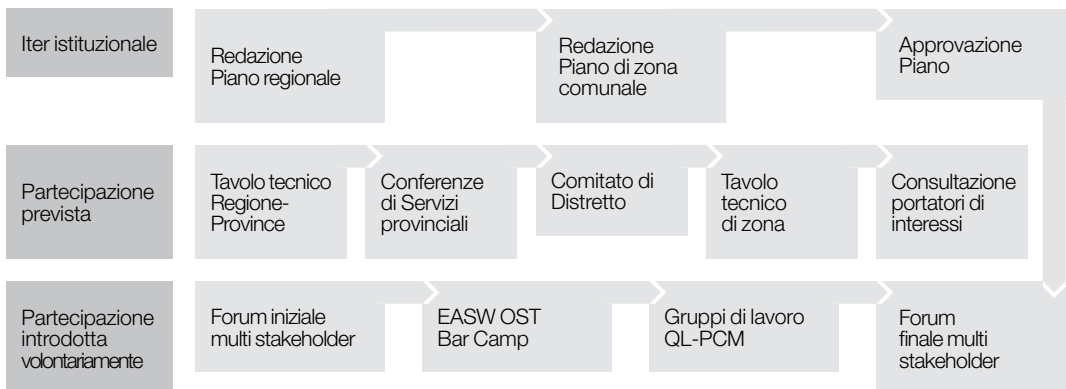 Iter istituzionale
Redazione
Piano regionale
Redazione
Piano di zona
comunale
Approvazione
Piano
Partecipazione
prevista
Tavolo tecnico
Regione-
Province
Conferenze
di Servizi
provinciali
Comitato di
Distretto
Tavolo
tecnico
di zona
Consultazione
portatori di
interessi
Partecipazione
introdotta
volontariamente
Forum iniziale
multi stakeholder
EASW OST
Bar Camp
Gruppi di lavoro
QL-PCM
Forum
finale multi
stakeholder